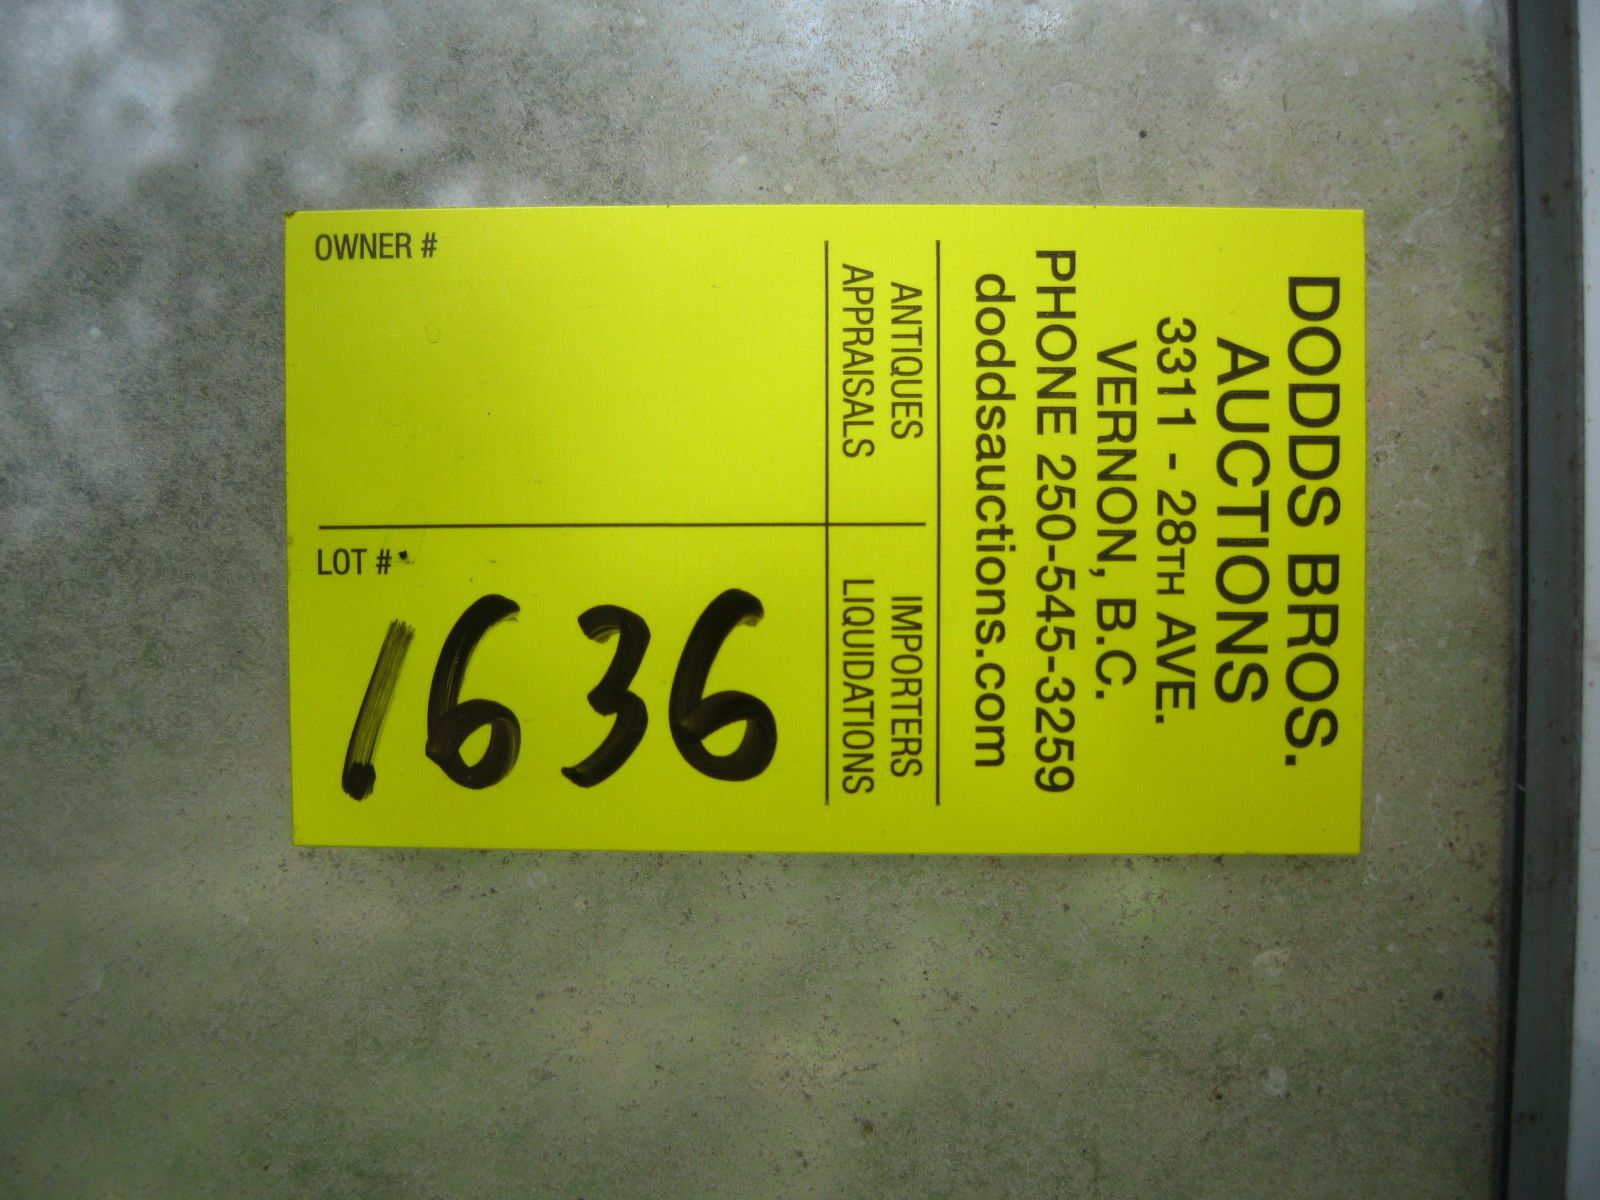 DODDS BROS.
AUCTIONS
3311 - 28TH AVE.
VERNON, B.C.
PHONE 250-545-3259
doddsauctions.com
ANTIQUES IMPORTERS
APPRAISALS LIQUIDATIONS
OWNER #
LOT #
1636